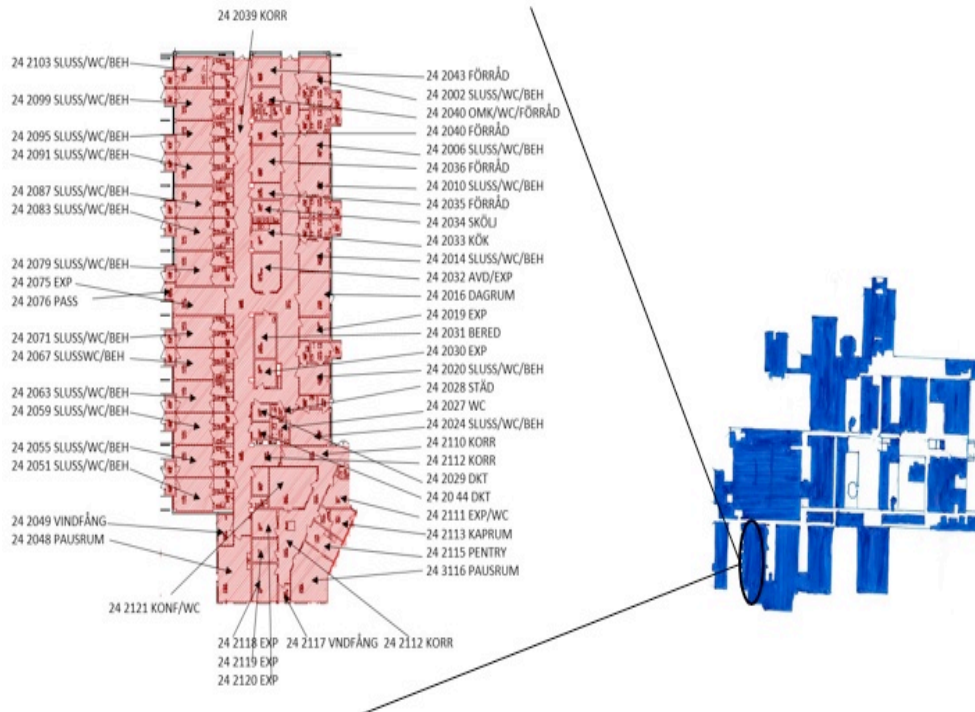 24 2039 KORR
24 2103 SLUSS/WC/BEH
24 2099 SLUSS/WC/BEH
24 2095 SLUSS/WC/BEH
24 2091 SLUSS/WC/BEH
24 2087 SLUSS/WC/BEH
24 2083 SLUSS/WC/BEH
24 2079 SLUSS/WC/BEH
24 2075 EXP
24 2076 PASS
24 2071 SLUSS/WC/BEH
24 2067 SLUSSWC/BEH
24 2063 SLUSS/WC/BEH
24 2059 SLUSS/WC/BEH
24 2055 SLUSS/WC/BEH
24 2051 SLUSS/WC/BEH
24 2049 VINDFÅNG
24 2048 PAUSRUM
24 2121 KONF/WC
24 2043 FÖRRÅD
24 2002 SLUSS/WC/BEH
24 2040 OMK/WC/FÖRRÅD
24 2040 FÖRRÅD
24 2006 SLUSS/WC/BEH
24 2036 FÖRRÅD
24 2010 SLUSS/WC/BEH
24 2035 FÖRRÅD
24 2034 SKÖLJ
24 2033 KÖK
24 2014 SLUSS/WC/BEH
24 2032 AVD/EXP
24 2016 DAGRUM
24 2019 EXP
24 2031 BERED
24 2030 EXP
24 2020 SLUSS/WC/BEH
24 2028 STÄD
24 2027 WC
24 2024 SLUSS/WC/BEH
24 2110 KORR
24 2112 KORR
24 2029 DKT
24 20 44 DKT
24 2111 EXP/WC
24 2113 KAPRUM
24 2115 PENTRY
24 3116 PAUSRUM
24 2118 EXP
24 2117 VNDFÅNG
24 2112 KORR
24 2119 EXP
24 2120 EXP